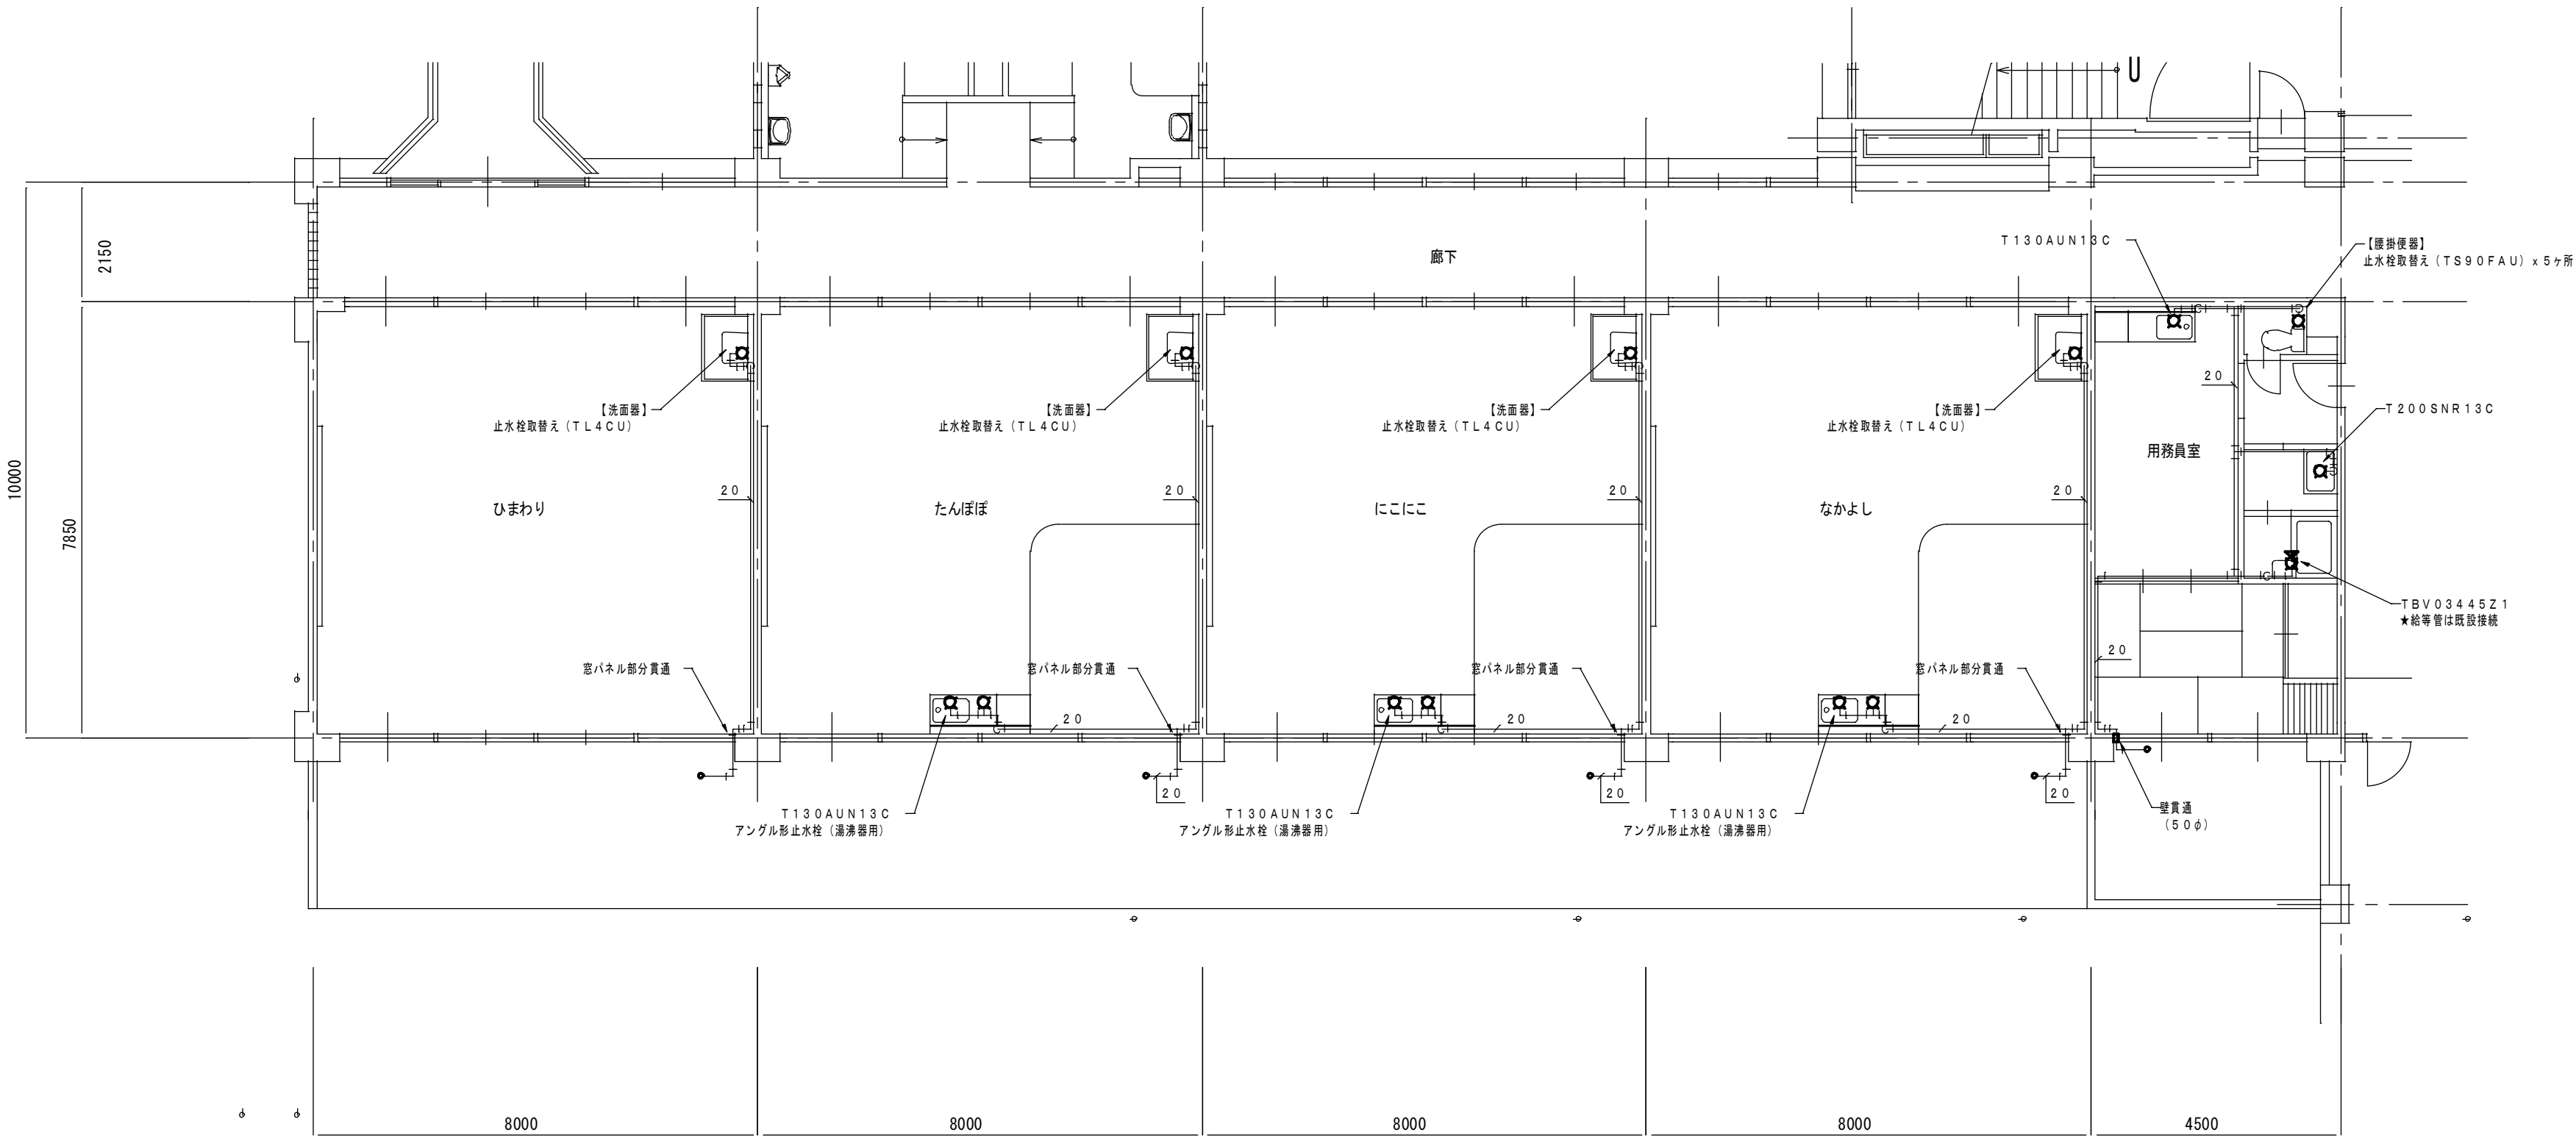 U
2150
廊下
T130AUN13C
【腰掛便器】
止水栓取替え（TS90FAU）x5ヶ所
【洗面器】
止水栓取替え（TL4CU）
【洗面器】
止水栓取替え（TL4CU）
【洗面器】
止水栓取替え（TL4CU）
【洗面器】
止水栓取替え（TL4CU）
20
T200SNR13C
用務員室
10000
7850
20
20
20
20
ひまわり
たんぽぽ
にこにこ
なかよし
TBV03445Z1
★給等管は既設接続
20
窓パネル部分貫通
窓パネル部分貫通
窓パネル部分貫通
窓パネル部分貫通
20
20
20
20
20
20
T130AUN13C
アングル形止水栓（湯沸器用）
T130AUN13C
アングル形止水栓（湯沸器用）
T130AUN13C
アングル形止水栓（湯沸器用）
壁貫通
（50φ）
8000
8000
8000
8000
4500